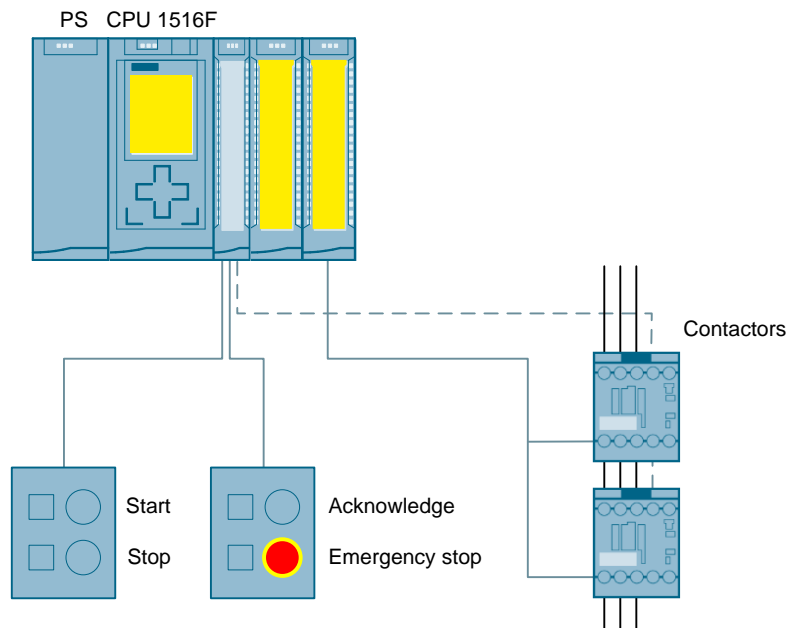 PS CPU 1516F
Contactors
Start
Acknowledge
Stop
Emergency stop